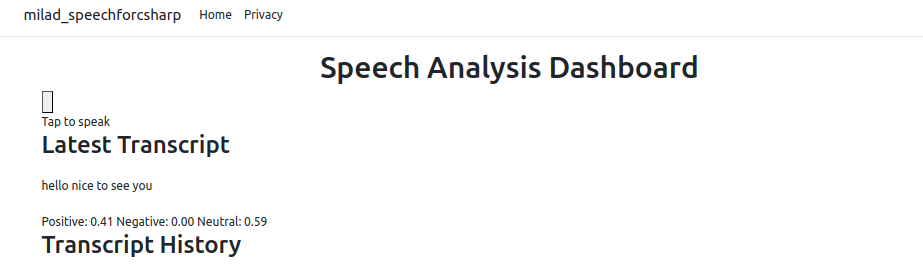 milad_speechforcsharp Home Privacy
Speech Analysis Dashboard
Tap to speak
Latest Transcript
hello nice to see you
Positive: 0.41 Negative: 0.00 Neutral: 0.59
Transcript History